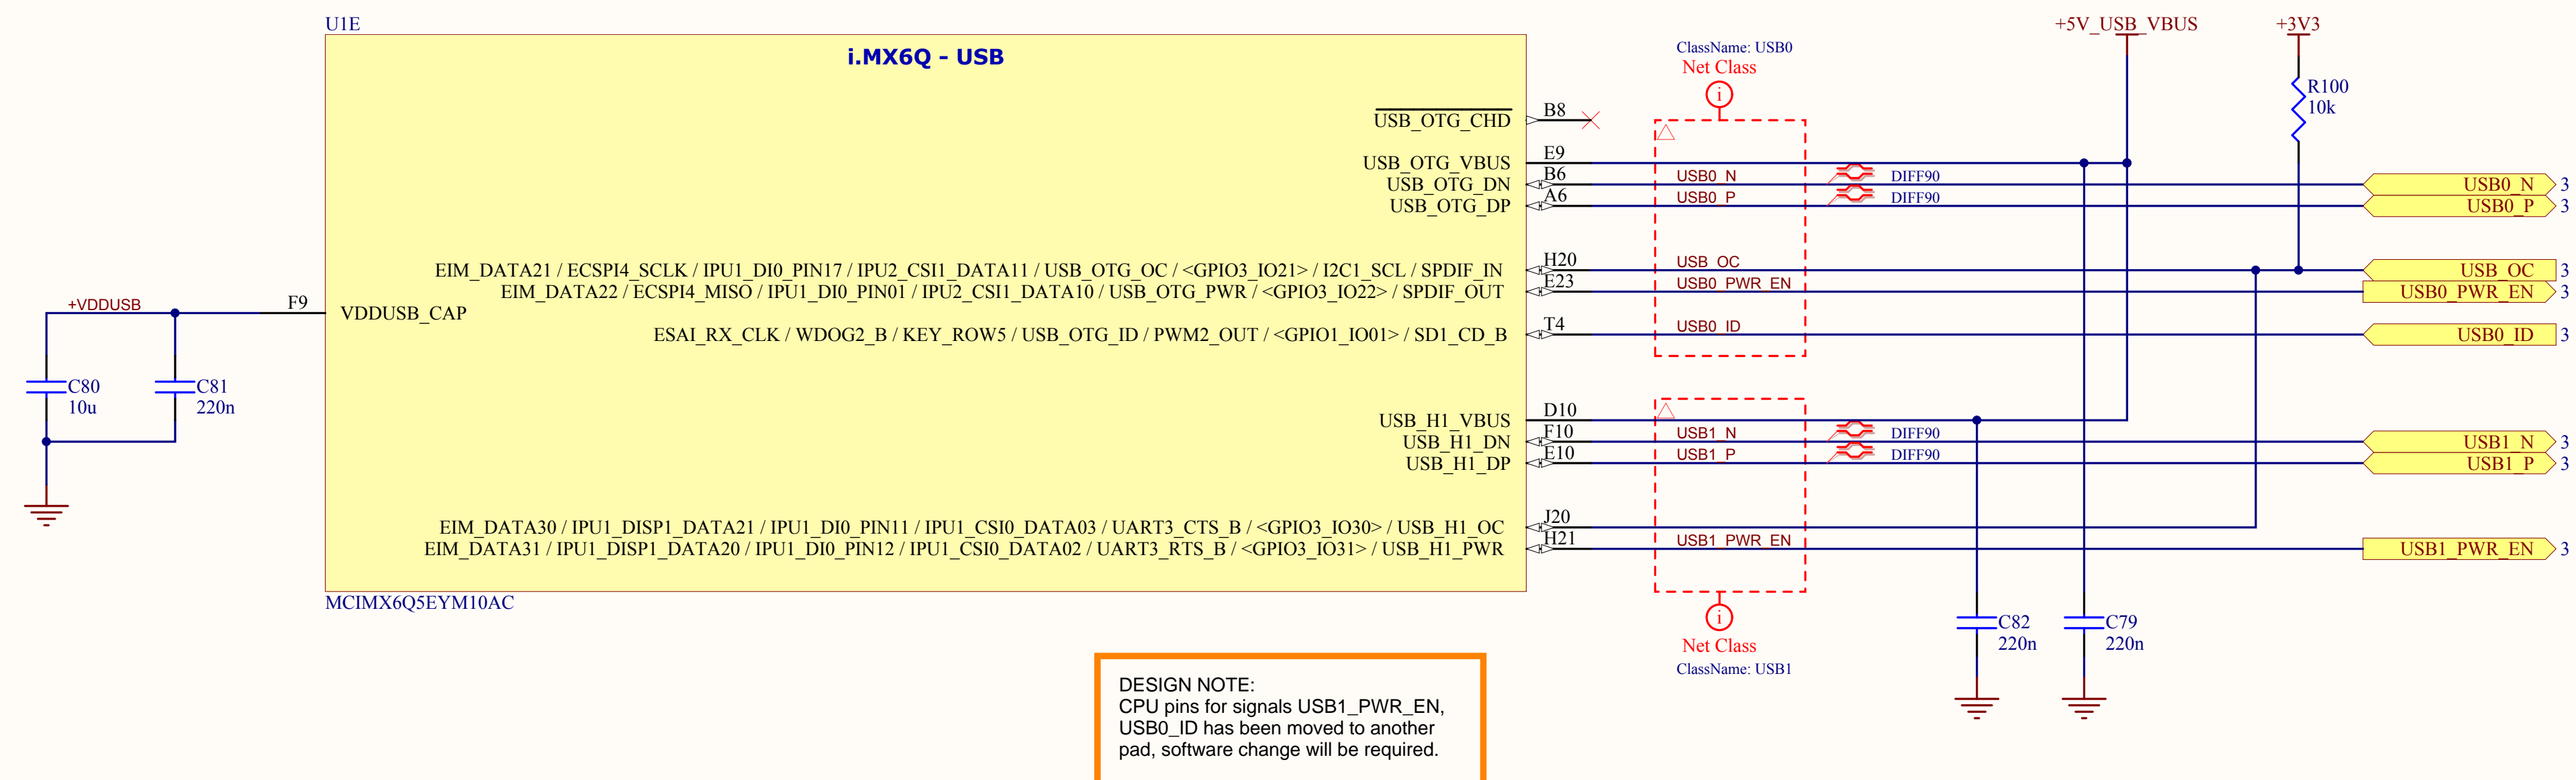 U1E
i.MX6Q - USB
+5V_USB_VBUS
+3V3
ClassName: USB0
Net Class
i
R100
10k
USB_OTG_CHD
B8
USB_OTG_VBUS
E9
USB_OTG_DN
B6
USB0_N
DIFF90
USB0_N
3
USB_OTG_DP
A6
USB0_P
DIFF90
USB0_P
3
EIM_DATA21 / ECSPI4_SCLK / IPU1_DI0_PIN17 / IPU2_CSI1_DATA11 / USB_OTG_OC / <GPIO3_IO21> / I2C1_SCL / SPDIF_IN
H20
USB_OC
USB_OC
3
EIM_DATA22 / ECSPI4_MISO / IPU1_DI0_PIN01 / IPU2_CSI1_DATA10 / USB_OTG_PWR / <GPIO3_IO22> / SPDIF_OUT
E23
USB0_PWR_EN
USB0_PWR_EN
3
+VDDUSB
F9
VDDUSB_CAP
ESAI_RX_CLK / WDOG2_B / KEY_ROW5 / USB_OTG_ID / PWM2_OUT / <GPIO1_IO01> / SD1_CD_B
T4
USB0_ID
USB0_ID
3
C80
10u
C81
220n
USB_H1_VBUS
D10
USB_H1_DN
F10
USB1_N
DIFF90
USB1_N
3
USB_H1_DP
E10
USB1_P
DIFF90
USB1_P
3
EIM_DATA30 / IPU1_DISP1_DATA21 / IPU1_DI0_PIN11 / IPU1_CSI0_DATA03 / UART3_CTS_B / <GPIO3_IO30> / USB_H1_OC
J20
EIM_DATA31 / IPU1_DISP1_DATA20 / IPU1_DI0_PIN12 / IPU1_CSI0_DATA02 / UART3_RTS_B / <GPIO3_IO31> / USB_H1_PWR
H21
USB1_PWR_EN
USB1_PWR_EN
3
MCIMX6Q5EYM10AC
i
Net Class
ClassName: USB1
C82
220n
C79
220n
DESIGN NOTE:
CPU pins for signals USB1_PWR_EN,
USB0_ID has been moved to another
pad, software change will be required.